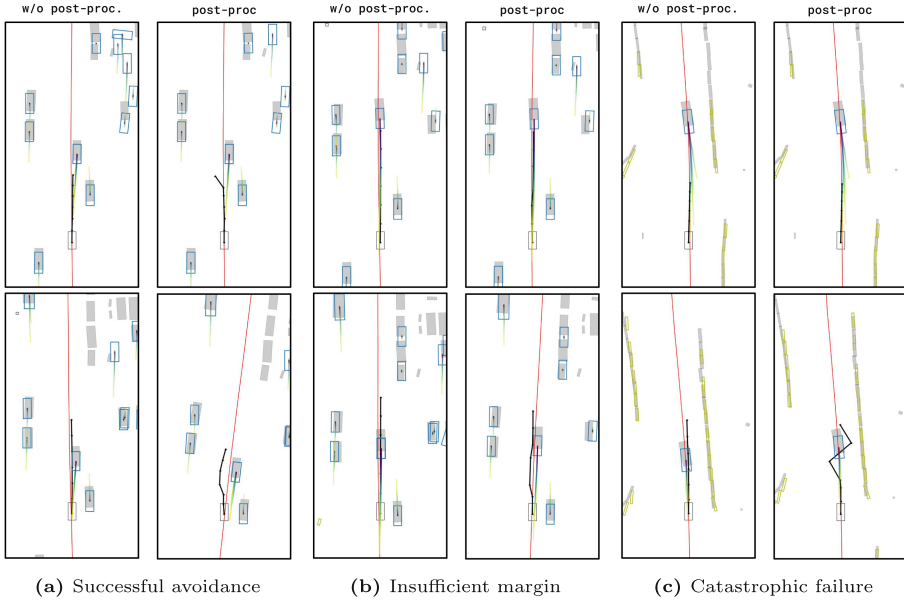 w/o post-proc. post-proc w/o post-proc. post-proc w/o post-proc. post-proc
(a) Successful avoidance (b) Insufficient margin (c) Catastrophic failure